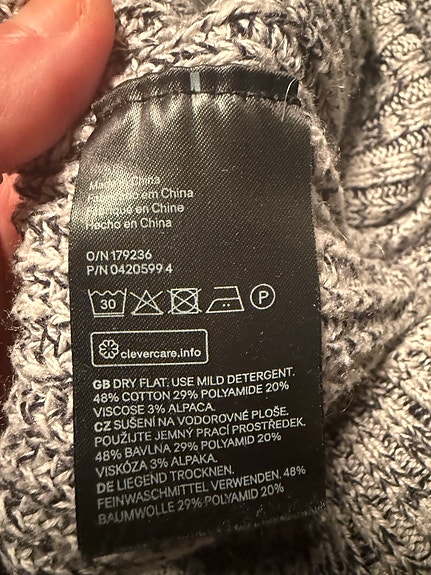 Made in China
Fabriqué en Chine
Hecho en China
O/N 179236
P/N 0420599 4
30 P
clevercare.info
GB DRY FLAT. USE MILD DETERGENT.
48% COTTON 29% POLYAMIDE 20%
VISCOSE 3% ALPACA.
CZ SUŠENÍ NA VODOROVNÉ PLOŠE.
POUŽIJTE JEMNÝ PRACÍ PROSTŘEDEK.
48% BAVLNA 29% POLYAMID 20%
VISKÓZA 3% ALPAKA.
DE LIEGEND TROCKNEN.
FEINWASCHMITTEL VERWENDEN. 48%
BAUMWOLLE 29% POLYAMID 20%